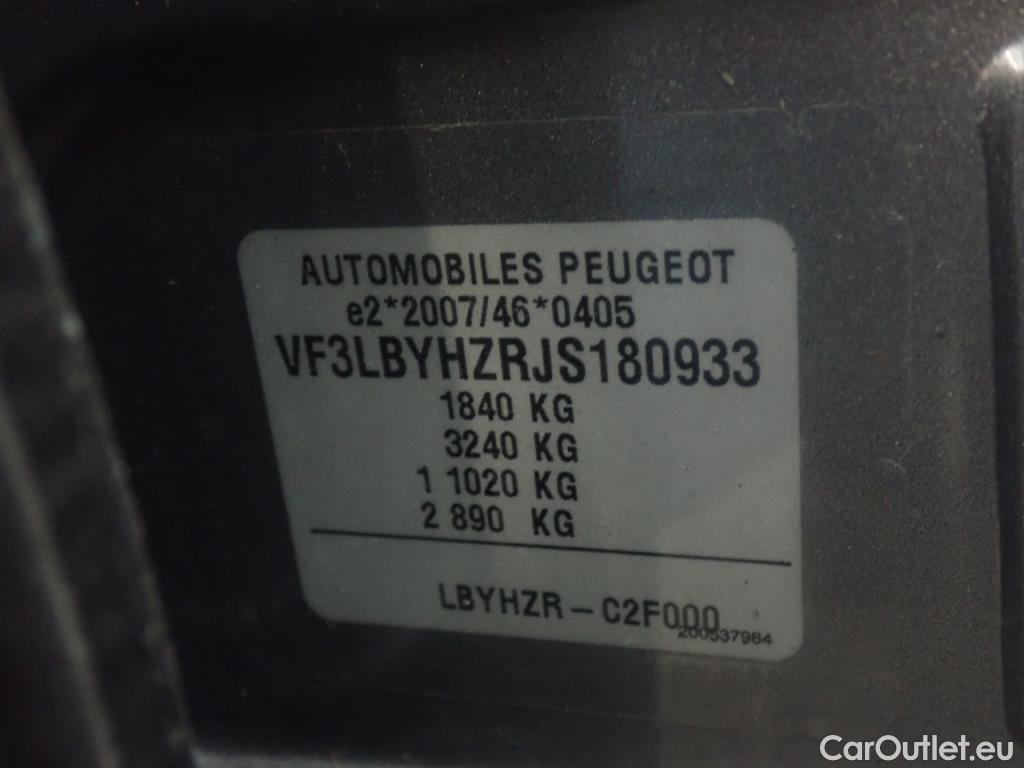 AUTOMOBILES PEUGEOT
e2*2007/46*0405
VF3LBYHZRJS180933
1840 KG
3240 KG
1 1020 KG
2 890 KG
LBYHZR - C2F000
200537984
CarOutlet.eu